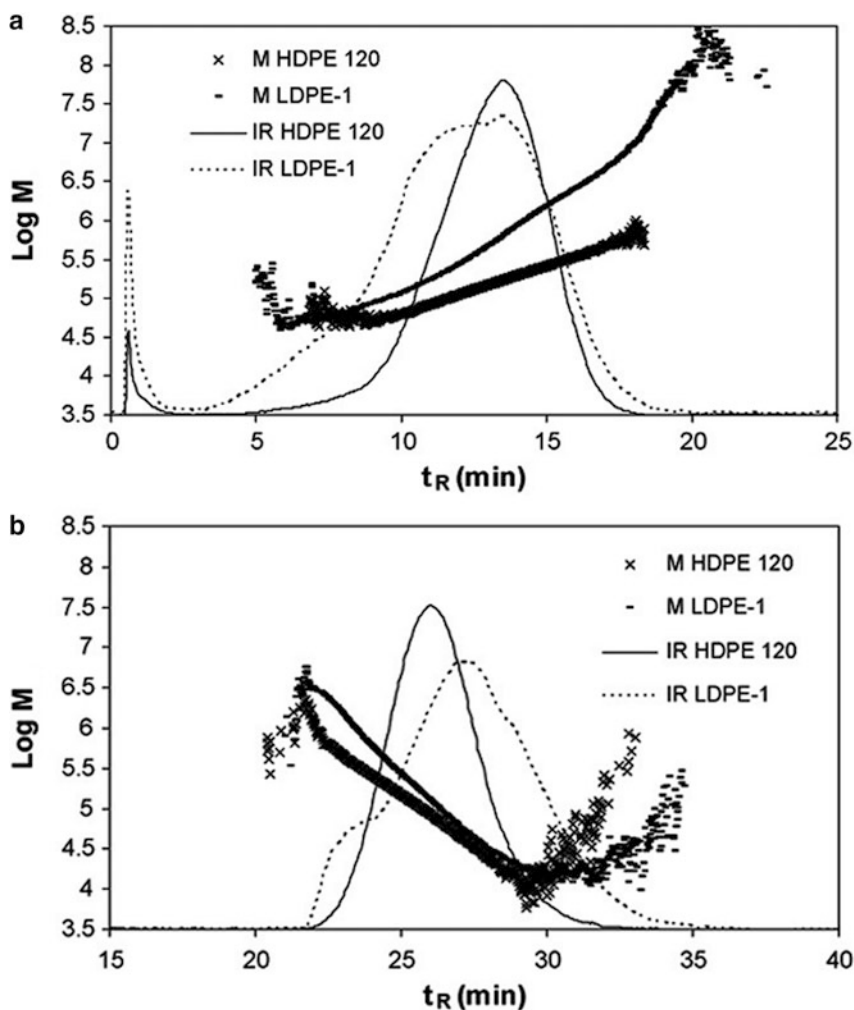 a
8.5
8
7.5
7
6.5
6
5.5
5
4.5
4
3.5
Log M
× M HDPE 120
- M LDPE-1
IR HDPE 120
IR LDPE-1
0 5 10 15 20 25
tR (min)
b
8.5
8
7.5
7
6.5
6
5.5
5
4.5
4
3.5
Log M
× M HDPE 120
- M LDPE-1
IR HDPE 120
IR LDPE-1
15 20 25 30 35 40
tR (min)